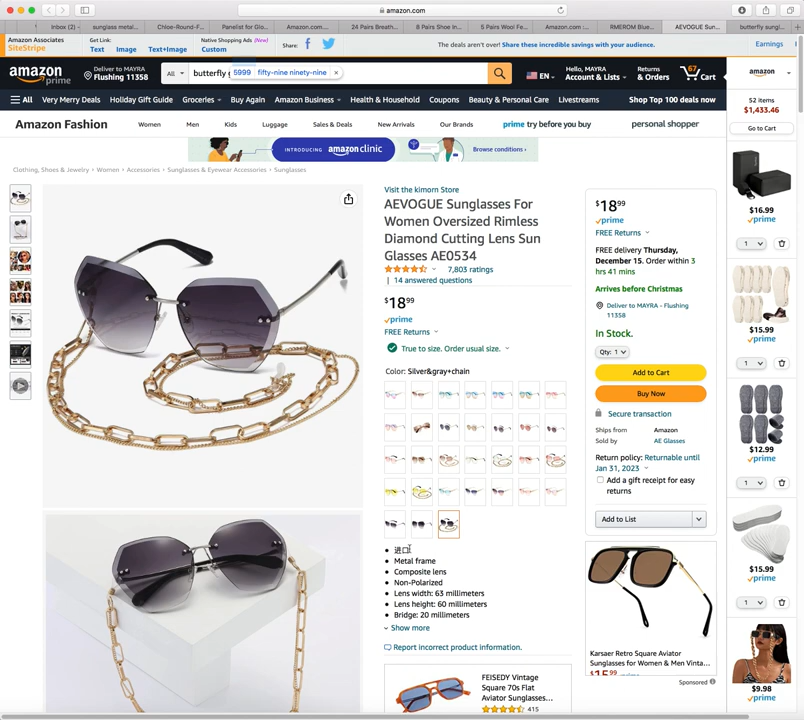 amazon.com
Inbox (2)
sunglass metal...
Chloe-Round-F...
Panelist for Glo...
Amazon.com...
24 Pairs Breath...
8 Pairs Shoe In...
5 Pairs Wool Fe...
Amazon.com :...
RMEROM Blue...
AEVOGUE Sun...
butterfly sungl...
Amazon Associates
SiteStripe
Get Link:
Text Image Text+Image
Native Shopping Ads (New)
Custom
Share:
The deals aren't over! Share these incredible savings with your audience.
Earnings
amazon
prime
Deliver to MAYRA
Flushing 11358
All
butterfly
5999 fifty-nine ninety-nine ×
EN
Hello, MAYRA
Account & Lists
Returns
& Orders
67
Cart
amazon
All Very Merry Deals Holiday Gift Guide Groceries Buy Again Amazon Business Health & Household Coupons Beauty & Personal Care Livestreams Shop Top 100 deals now
52 items
$1,433.46
Go to Cart
Amazon Fashion
Women Men Kids Luggage Sales & Deals New Arrivals Our Brands prime try before you buy personal shopper
INTRODUCING amazonclinic
Browse conditions ›
Clothing, Shoes & Jewelry › Women › Accessories › Sunglasses & Eyewear Accessories › Sunglasses
Visit the kimorn Store
AEVOGUE Sunglasses For
Women Oversized Rimless
Diamond Cutting Lens Sun
Glasses AE0534
7,803 ratings
| 14 answered questions
$18 99
prime
FREE Returns
True to size. Order usual size.
Color: Silver&gray+chain
进口
Metal frame
Composite lens
Non-Polarized
Lens width: 63 millimeters
Lens height: 60 millimeters
Bridge: 20 millimeters
Show more
Report incorrect product information.
FEISEDY Vintage
Square 70s Flat
Aviator Sunglasses...
415
$18 99
prime
FREE Returns
FREE delivery Thursday,
December 15. Order within 3
hrs 41 mins
Arrives before Christmas
Deliver to MAYRA - Flushing
11358
In Stock.
Qty: 1
Add to Cart
Buy Now
Secure transaction
Ships from Amazon
Sold by AE Glasses
Return policy: Returnable until
Jan 31, 2023
Add a gift receipt for easy
returns
Add to List
Karsaer Retro Square Aviator
Sunglasses for Women & Men Vinta...
$15 99 prime
Sponsored
$16.99
prime
1
$15.99
prime
1
$12.99
prime
1
$15.99
prime
1
$9.98
prime